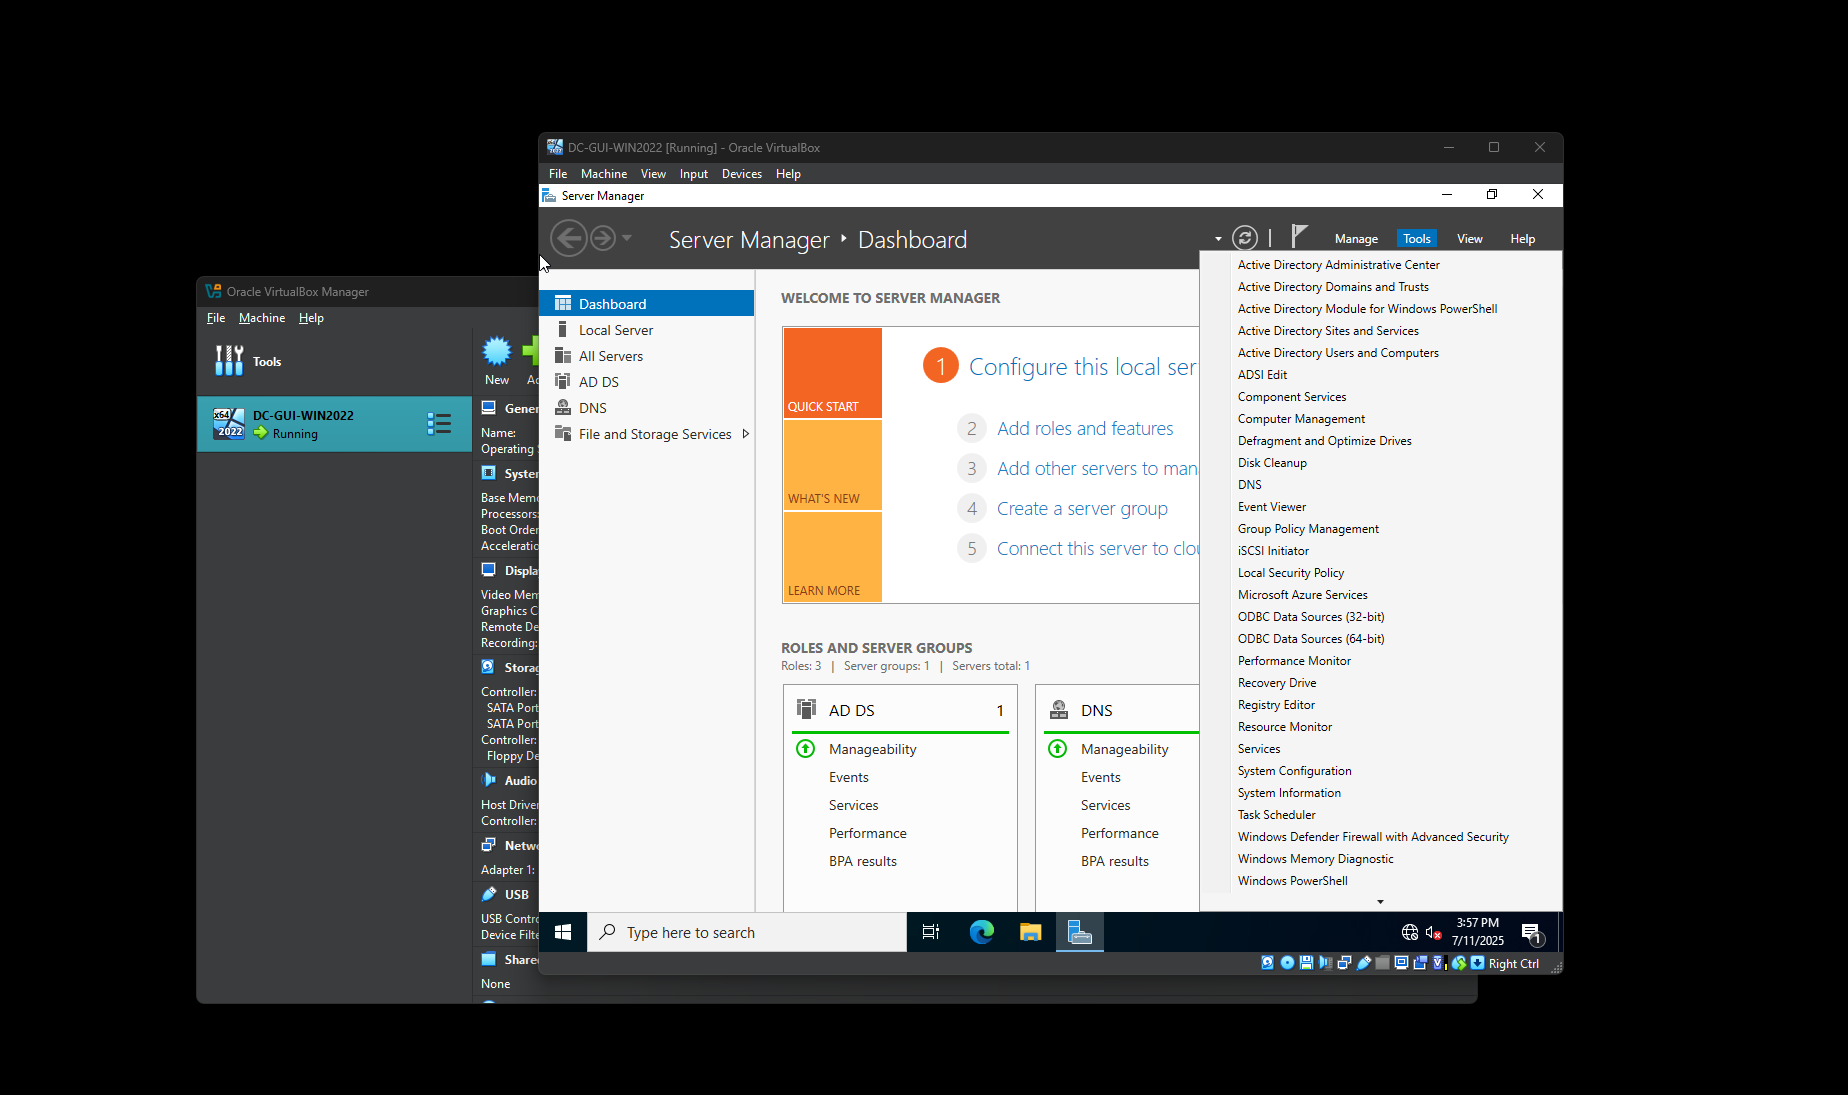 DC-GUI-WIN2022 [Running] - Oracle VirtualBox
File Machine View Input Devices Help
Server Manager
Server Manager Dashboard
Manage Tools View Help
Dashboard
Local Server
All Servers
AD DS
DNS
File and Storage Services
WELCOME TO SERVER MANAGER
QUICK START
WHAT'S NEW
LEARN MORE
1 Configure this local ser
2 Add roles and features
3 Add other servers to man
4 Create a server group
5 Connect this server to clou
ROLES AND SERVER GROUPS
Roles: 3 | Server groups: 1 | Servers total: 1
AD DS 1
Manageability
Events
Services
Performance
BPA results
DNS
Manageability
Events
Services
Performance
BPA results
Active Directory Administrative Center
Active Directory Domains and Trusts
Active Directory Module for Windows PowerShell
Active Directory Sites and Services
Active Directory Users and Computers
ADSI Edit
Component Services
Computer Management
Defragment and Optimize Drives
Disk Cleanup
DNS
Event Viewer
Group Policy Management
iSCSI Initiator
Local Security Policy
Microsoft Azure Services
ODBC Data Sources (32-bit)
ODBC Data Sources (64-bit)
Performance Monitor
Recovery Drive
Registry Editor
Resource Monitor
Services
System Configuration
System Information
Task Scheduler
Windows Defender Firewall with Advanced Security
Windows Memory Diagnostic
Windows PowerShell
Type here to search
3:57 PM
7/11/2025
1
Right Ctrl
Oracle VirtualBox Manager
File Machine Help
Tools
x64
2022
DC-GUI-WIN2022
Running
New
Gener
Name:
Operating
System
Base Mem
Processors:
Boot Order
Acceleratio
Displa
Video Mem
Graphics C
Remote De
Recording:
Storag
Controller:
SATA Port
SATA Port
Controller:
Floppy De
Audio
Host Driver
Controller:
Netwo
Adapter 1:
USB
USB Contro
Device Filte
Share
None